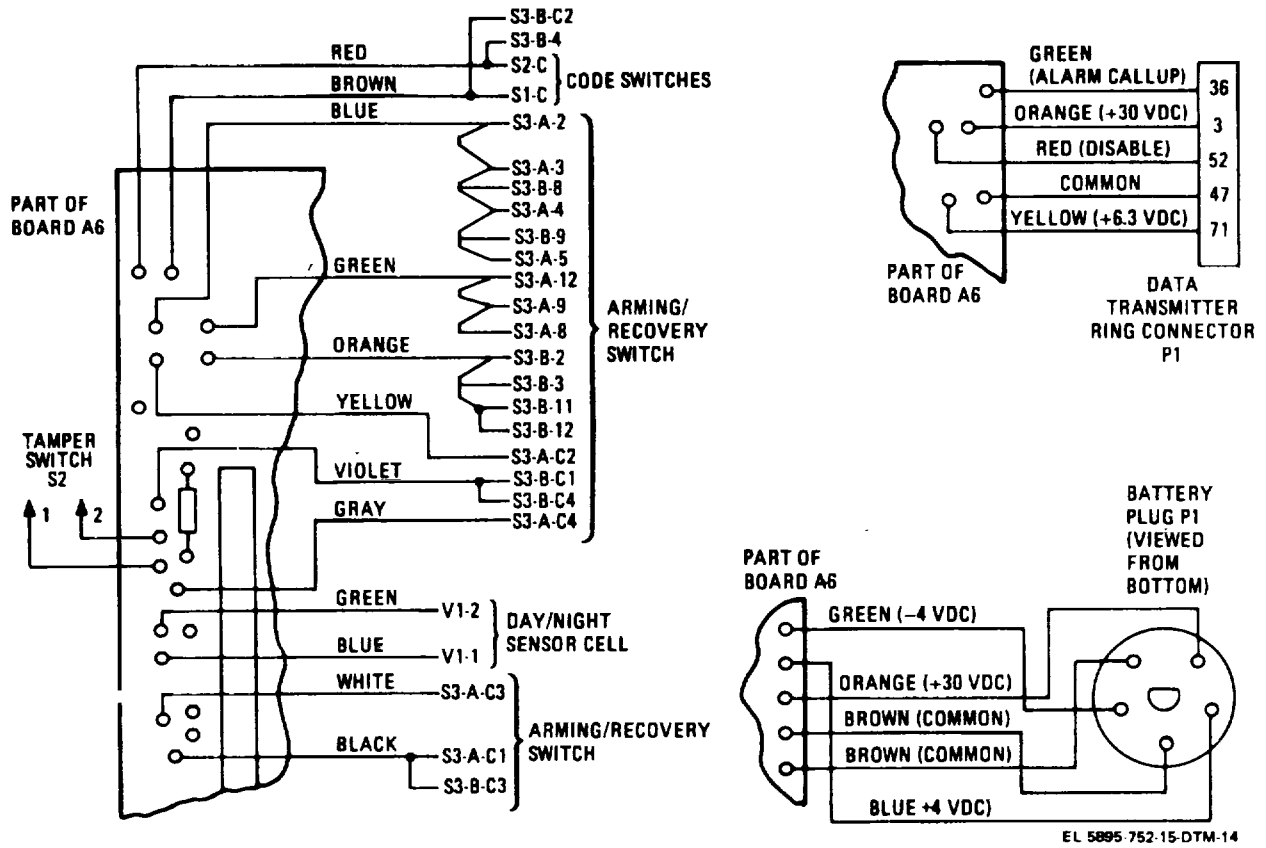 S3-B-C2
S3-B-4
RED
S2-C
CODE SWITCHES
BROWN
S1-C
BLUE
S3-A-2
S3-A-3
S3-B-8
S3-A-4
S3-B-9
S3-A-5
PART OF
BOARD A6
GREEN
S3-A-12
S3-A-9
S3-A-8
ARMING/
RECOVERY
SWITCH
ORANGE
S3-B-2
S3-B-3
S3-B-11
S3-B-12
YELLOW
S3-A-C2
TAMPER
SWITCH
S2
1
2
VIOLET
S3-B-C1
S3-B-C4
GRAY
S3-A-C4
GREEN
V1-2
DAY/NIGHT
SENSOR CELL
BLUE
V1-1
WHITE
S3-A-C3
ARMING/RECOVERY
SWITCH
BLACK
S3-A-C1
S3-B-C3
GREEN
(ALARM CALLUP)
36
ORANGE (+30 VDC)
3
RED (DISABLE)
52
COMMON
47
YELLOW (+6.3 VDC)
71
PART OF
BOARD A6
DATA
TRANSMITTER
RING CONNECTOR
P1
BATTERY
PLUG P1
(VIEWED
FROM
BOTTOM)
PART OF
BOARD A6
GREEN (−4 VDC)
ORANGE (+30 VDC)
BROWN (COMMON)
BROWN (COMMON)
BLUE +4 VDC)
EL 5895-752-15-DTM-14